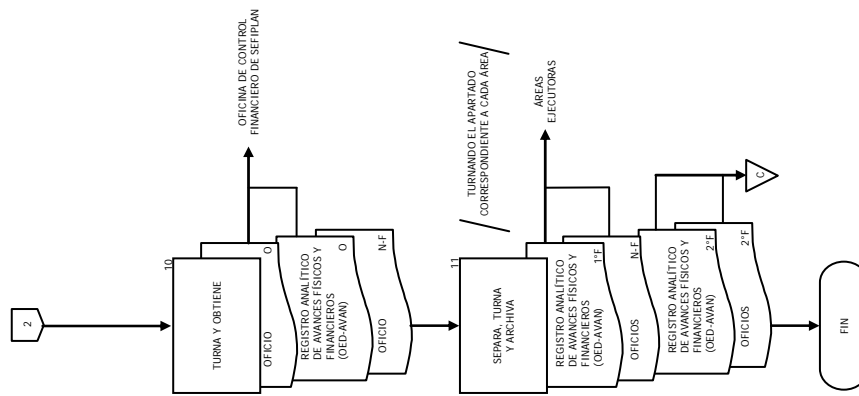 2
10
TURNA Y OBTIENE
OFICIO
O
REGISTRO ANALÍTICO
DE AVANCES FÍSICOS Y
FINANCIEROS
(OED-AVAN)
O
OFICIO
N-F
OFICINA DE CONTROL
FINANCIERO DE SEFIPLAN
11
SEPARA, TURNA
Y ARCHIVA
REGISTRO ANALÍTICO
DE AVANCES FÍSICOS Y
FINANCIEROS
(OED-AVAN)
1°F
OFICIOS
N-F
REGISTRO ANALÍTICO
DE AVANCES FÍSICOS Y
FINANCIEROS
(OED-AVAN)
2°F
OFICIOS
2°F
TURNANDO EL APARTADO
CORRESPONDIENTE A CADA ÁREA
ÁREAS
EJECUTORAS
C
FIN